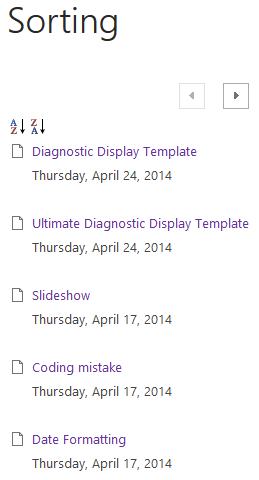 Sorting
A Z Z A
Diagnostic Display Template
Thursday, April 24, 2014
Ultimate Diagnostic Display Template
Thursday, April 24, 2014
Slideshow
Thursday, April 17, 2014
Coding mistake
Thursday, April 17, 2014
Date Formatting
Thursday, April 17, 2014